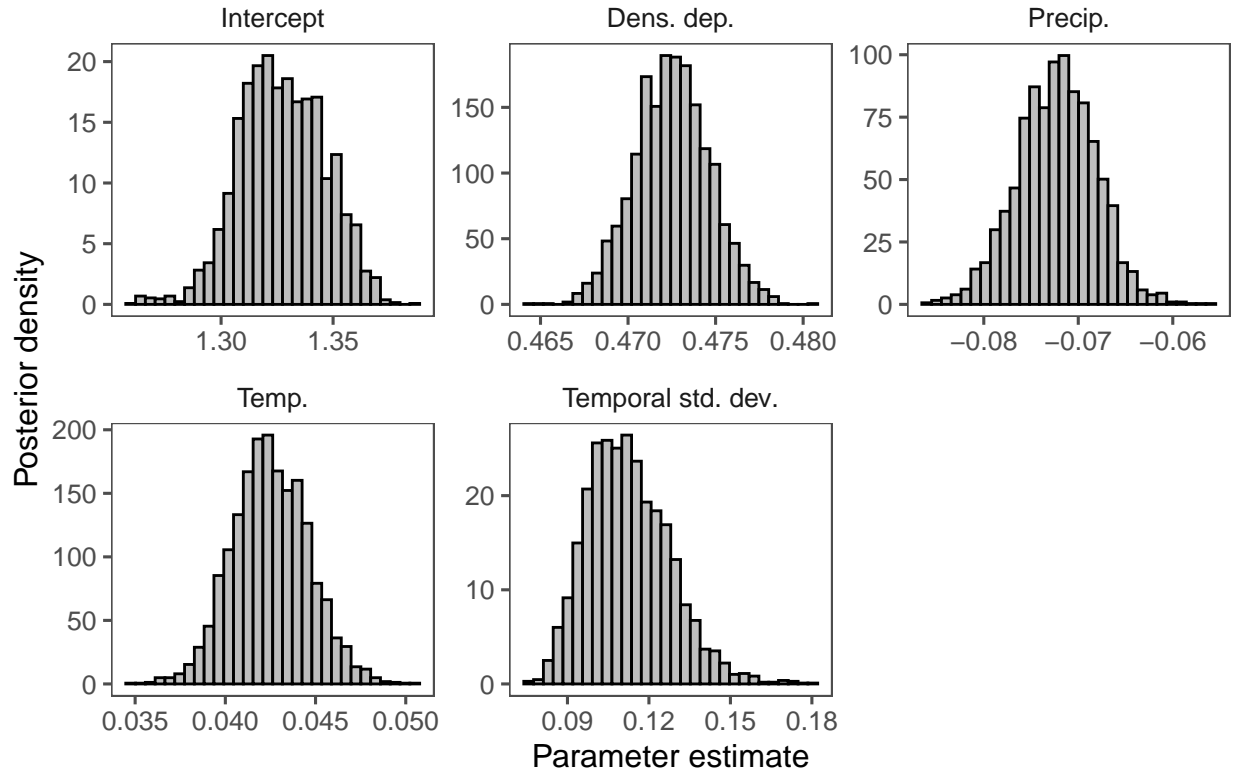 Intercept
Dens. dep.
Precip.
20
15
10
5
0
1.30 1.35
150
100
50
0
0.465 0.470 0.475 0.480
100
75
50
25
0
−0.08 −0.07 −0.06
Posterior density
Temp.
Temporal std. dev.
200
150
100
50
0
0.035 0.040 0.045 0.050
20
10
0
0.09 0.12 0.15 0.18
Parameter estimate